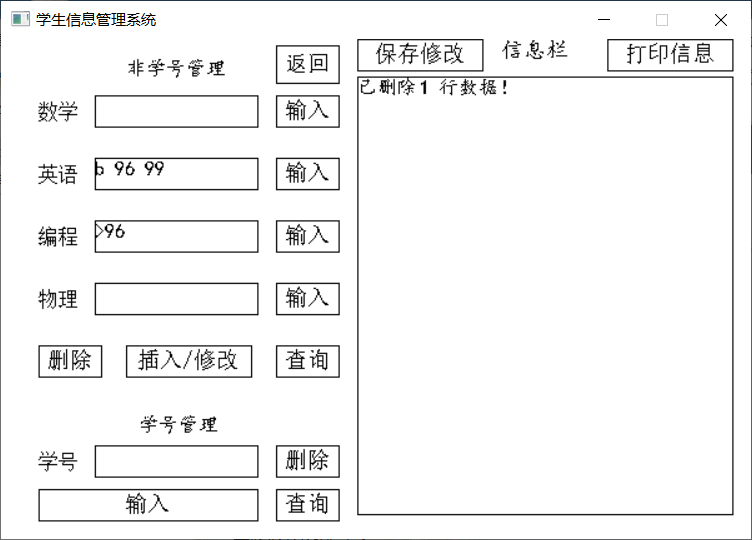 学生信息管理系统
保存修改 信息栏 打印信息
非学号管理 返回
已删除1 行数据!
数学 输入
英语 b 96 99 输入
编程 >96 输入
物理 输入
删除 插入/修改 查询
学号管理
学号 删除
输入 查询